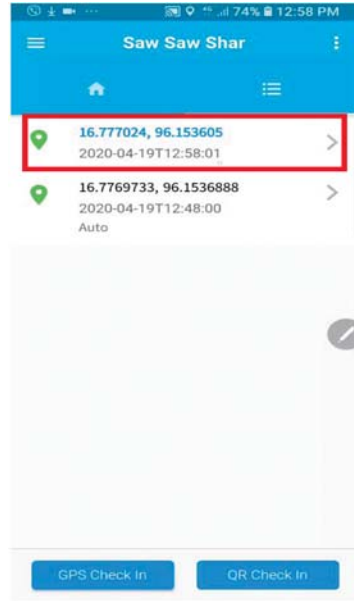 74% 12:58 PM
Saw Saw Shar
16.777024, 96.153605
2020-04-19T12:58:01
16.7769733, 96.1536888
2020-04-19T12:48:00
Auto
GPS Check In
QR Check In